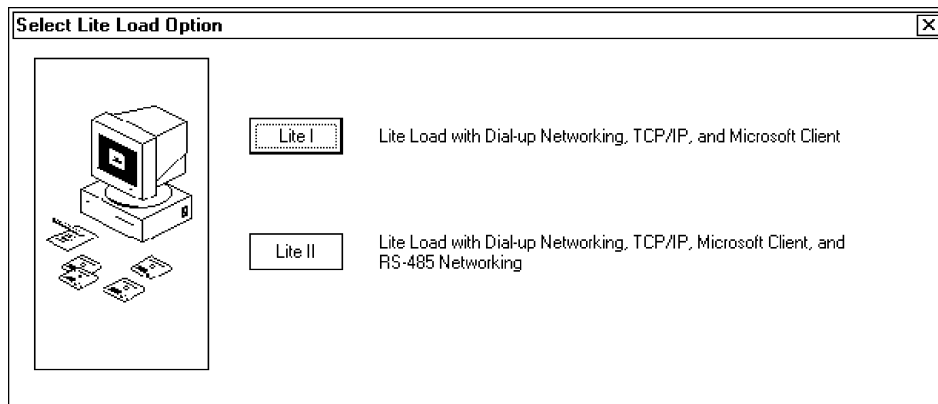 Select Lite Load Option
Lite I
Lite Load with Dial-up Networking, TCP/IP, and Microsoft Client
Lite II
Lite Load with Dial-up Networking, TCP/IP, Microsoft Client, and
RS-485 Networking